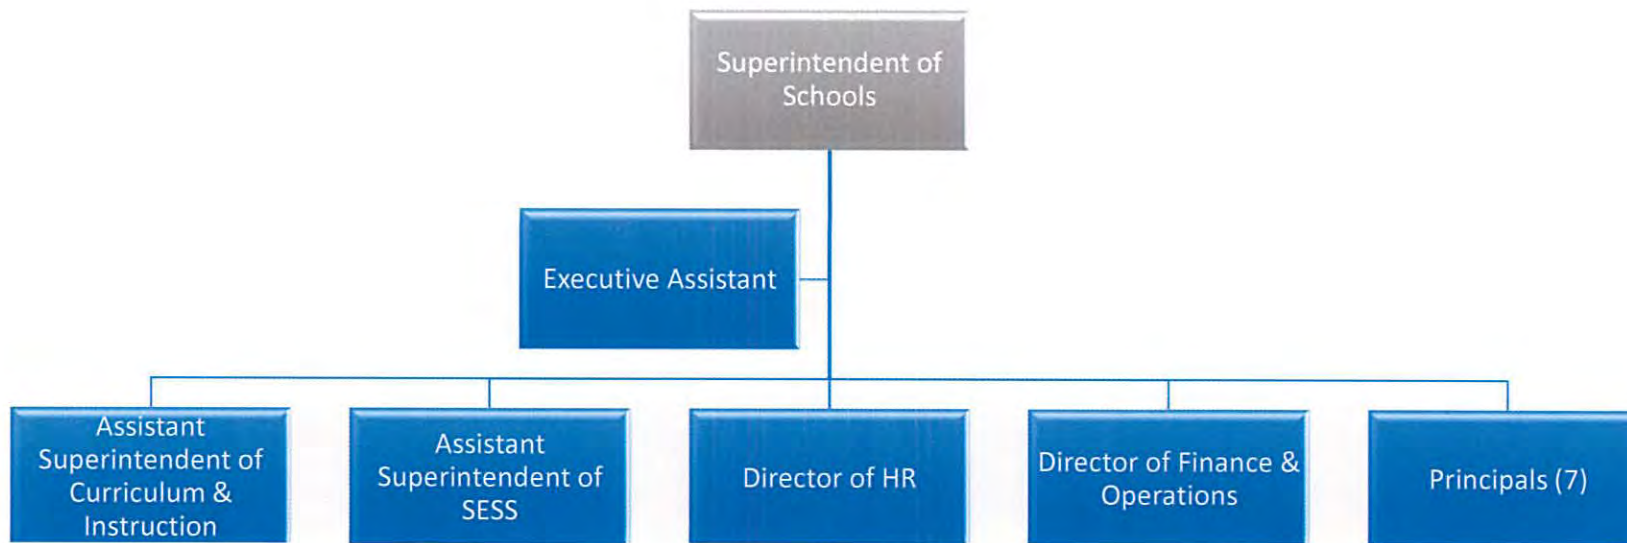 Superintendent of
Schools
Executive Assistant
Assistant
Superintendent of
Curriculum &
Instruction
Assistant
Superintendent of
SESS
Director of HR
Director of Finance &
Operations
Principals (7)